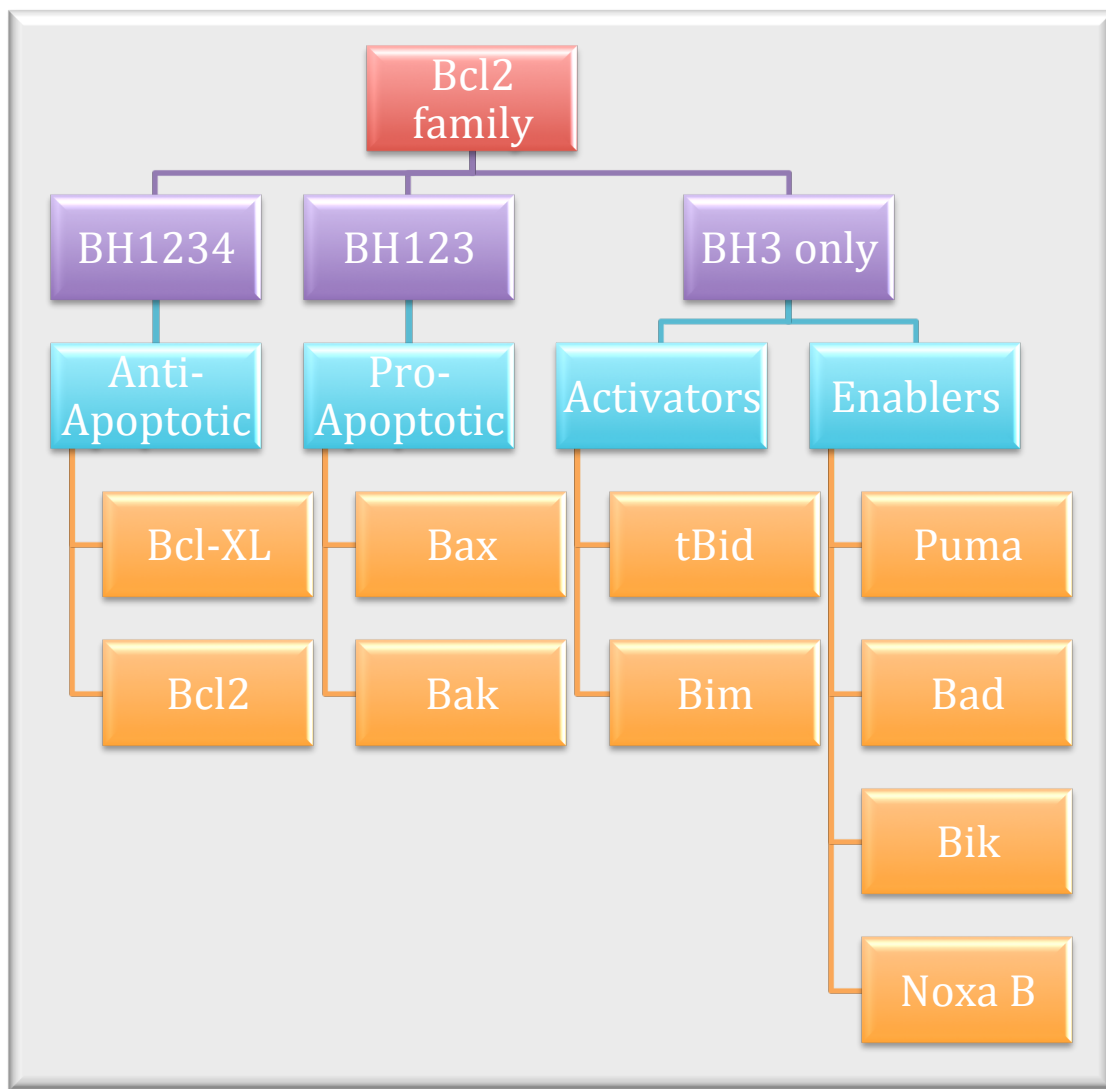 Bcl2
family
BH1234
BH123
BH3 only
Anti-
Apoptotic
Pro-
Apoptotic
Activators
Enablers
Bcl-XL
Bax
tBid
Puma
Bcl2
Bak
Bim
Bad
Bik
Noxa B